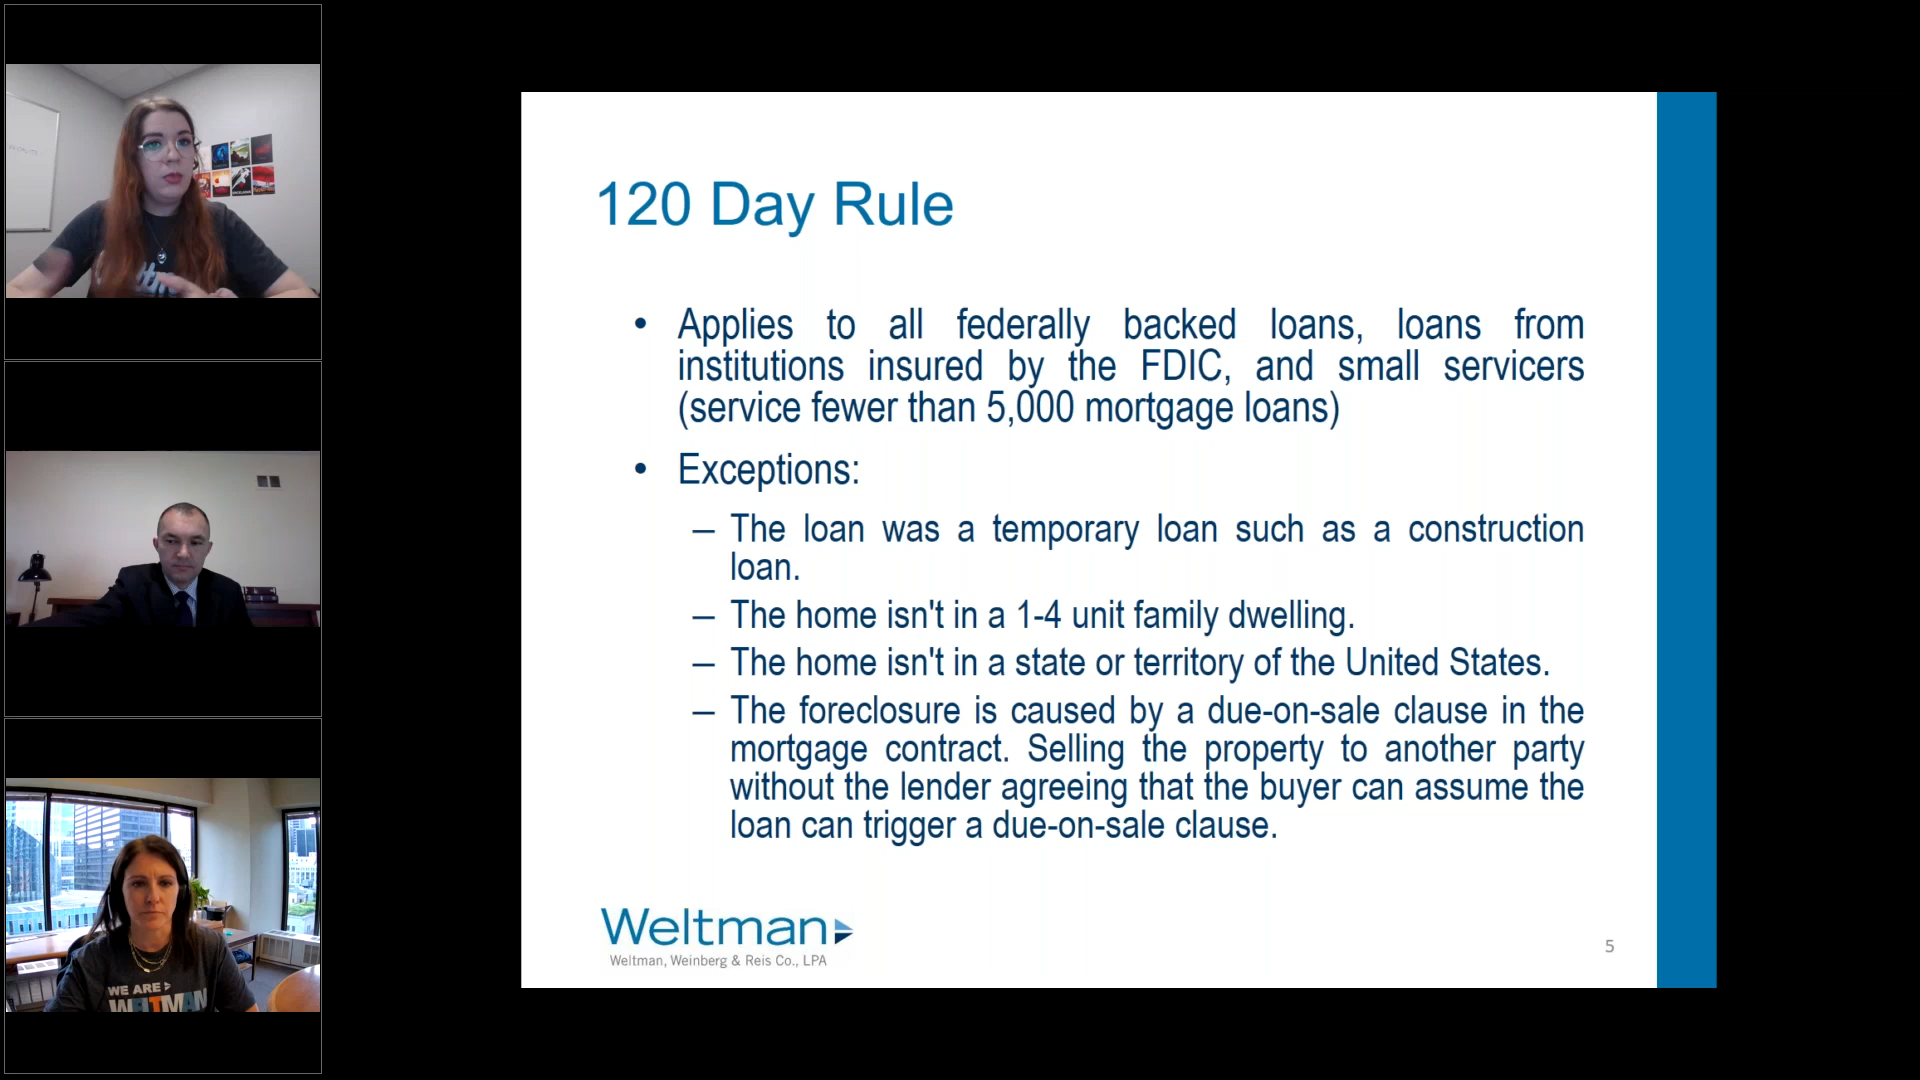 120 Day Rule
• Applies to all federally backed loans, loans from
institutions insured by the FDIC, and small servicers
(service fewer than 5,000 mortgage loans)
• Exceptions:
– The loan was a temporary loan such as a construction
loan.
– The home isn't in a 1-4 unit family dwelling.
– The home isn't in a state or territory of the United States.
– The foreclosure is caused by a due-on-sale clause in the
mortgage contract. Selling the property to another party
without the lender agreeing that the buyer can assume the
loan can trigger a due-on-sale clause.
Weltman
Weltman, Weinberg & Reis Co., LPA
5
WE ARE
WELTMAN